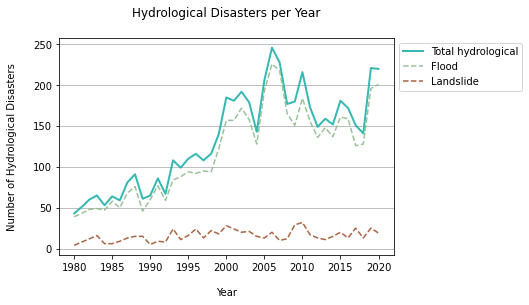 Hydrological Disasters per Year
Number of Hydrological Disasters
250
200
150
100
50
0
1980 1985 1990 1995 2000 2005 2010 2015 2020
Year
Total hydrological
Flood
Landslide